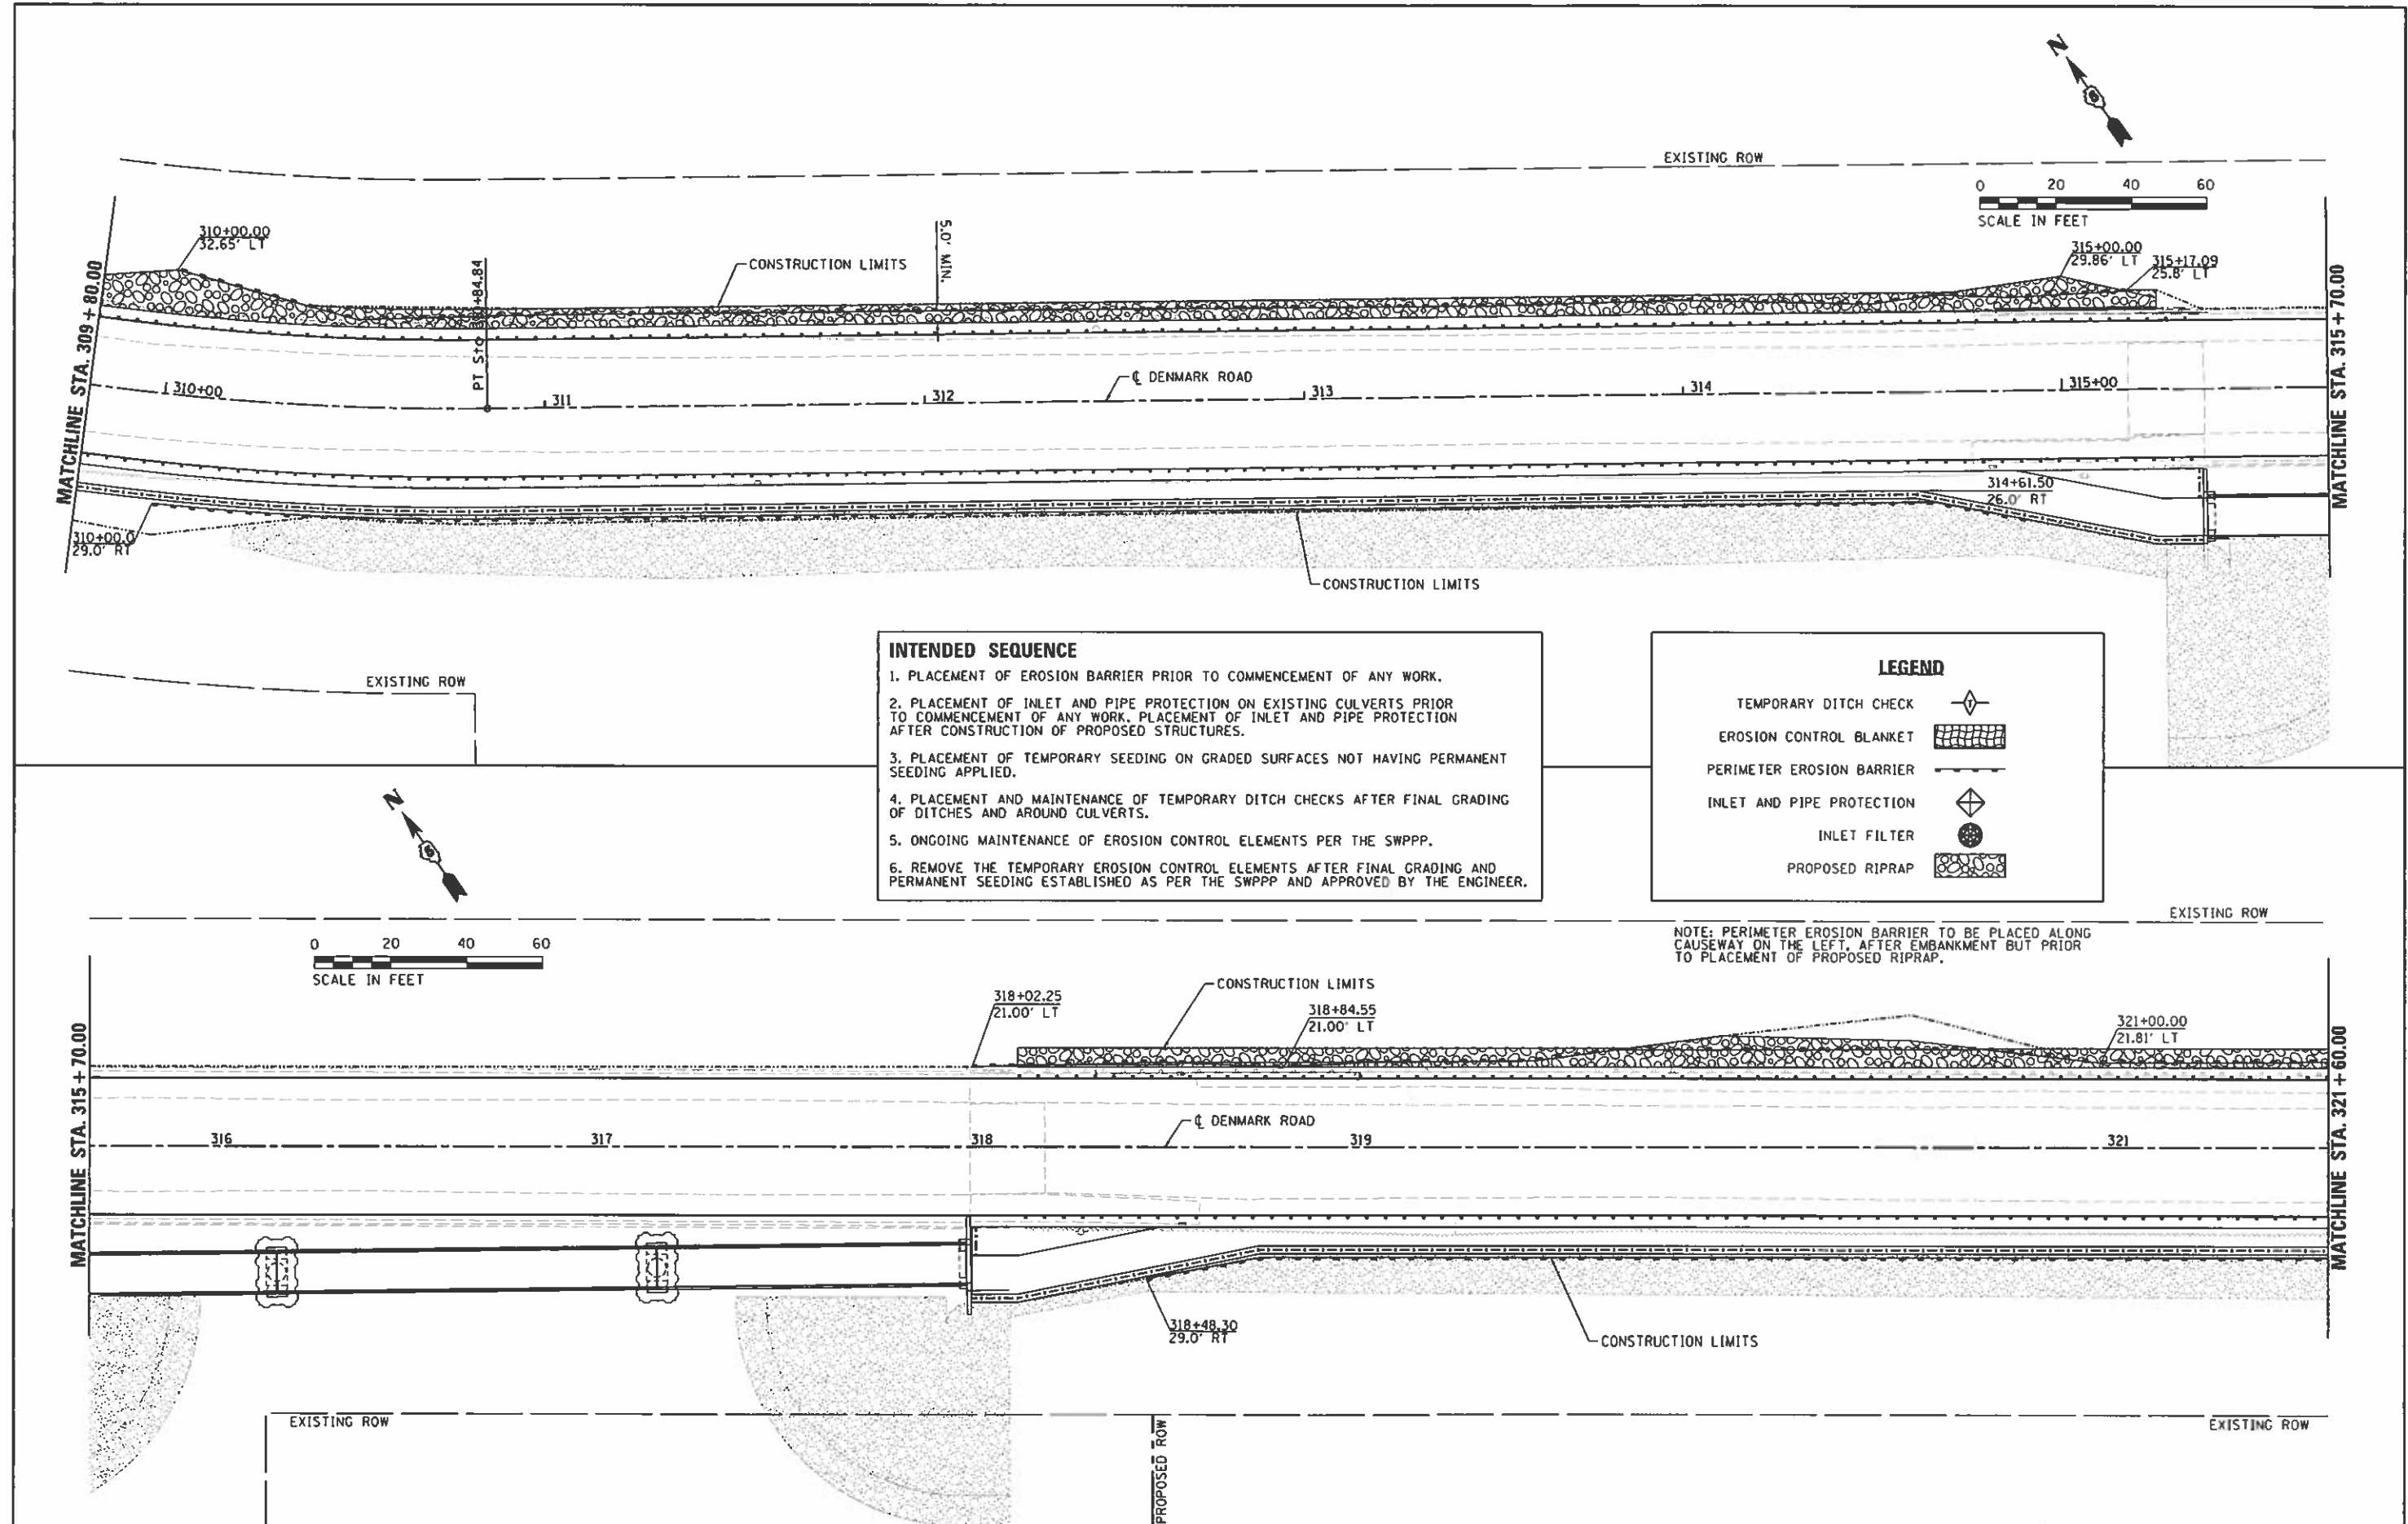 N
6
EXISTING ROW
0 20 40 60
SCALE IN FEET
310+00.00
32.65' LT
CONSTRUCTION LIMITS
5.0' MIN.
315+00.00
29.86' LT
315+17.09
25.8' LT
MATCHLINE STA. 309 + 80.00
PT Sta
+84.84
MATCHLINE STA. 315 + 70.00
310+00
311
312
℄ DENMARK ROAD
313
314
315+00
314+61.50
26.0' RT
310+00.0
29.0' RT
CONSTRUCTION LIMITS
EXISTING ROW
INTENDED SEQUENCE
1. PLACEMENT OF EROSION BARRIER PRIOR TO COMMENCEMENT OF ANY WORK.
2. PLACEMENT OF INLET AND PIPE PROTECTION ON EXISTING CULVERTS PRIOR
TO COMMENCEMENT OF ANY WORK. PLACEMENT OF INLET AND PIPE PROTECTION
AFTER CONSTRUCTION OF PROPOSED STRUCTURES.
3. PLACEMENT OF TEMPORARY SEEDING ON GRADED SURFACES NOT HAVING PERMANENT
SEEDING APPLIED.
4. PLACEMENT AND MAINTENANCE OF TEMPORARY DITCH CHECKS AFTER FINAL GRADING
OF DITCHES AND AROUND CULVERTS.
5. ONGOING MAINTENANCE OF EROSION CONTROL ELEMENTS PER THE SWPPP.
6. REMOVE THE TEMPORARY EROSION CONTROL ELEMENTS AFTER FINAL GRADING AND
PERMANENT SEEDING ESTABLISHED AS PER THE SWPPP AND APPROVED BY THE ENGINEER.
LEGEND
TEMPORARY DITCH CHECK
T
EROSION CONTROL BLANKET
PERIMETER EROSION BARRIER
INLET AND PIPE PROTECTION
INLET FILTER
PROPOSED RIPRAP
N
6
EXISTING ROW
NOTE: PERIMETER EROSION BARRIER TO BE PLACED ALONG
CAUSEWAY ON THE LEFT, AFTER EMBANKMENT BUT PRIOR
TO PLACEMENT OF PROPOSED RIPRAP.
0 20 40 60
SCALE IN FEET
318+02.25
21.00' LT
CONSTRUCTION LIMITS
318+84.55
21.00' LT
321+00.00
21.81' LT
MATCHLINE STA. 315 + 70.00
MATCHLINE STA. 321 + 60.00
316
317
318
℄ DENMARK ROAD
319
321
318+48.30
29.0' RT
CONSTRUCTION LIMITS
EXISTING ROW
PROPOSED ROW
EXISTING ROW